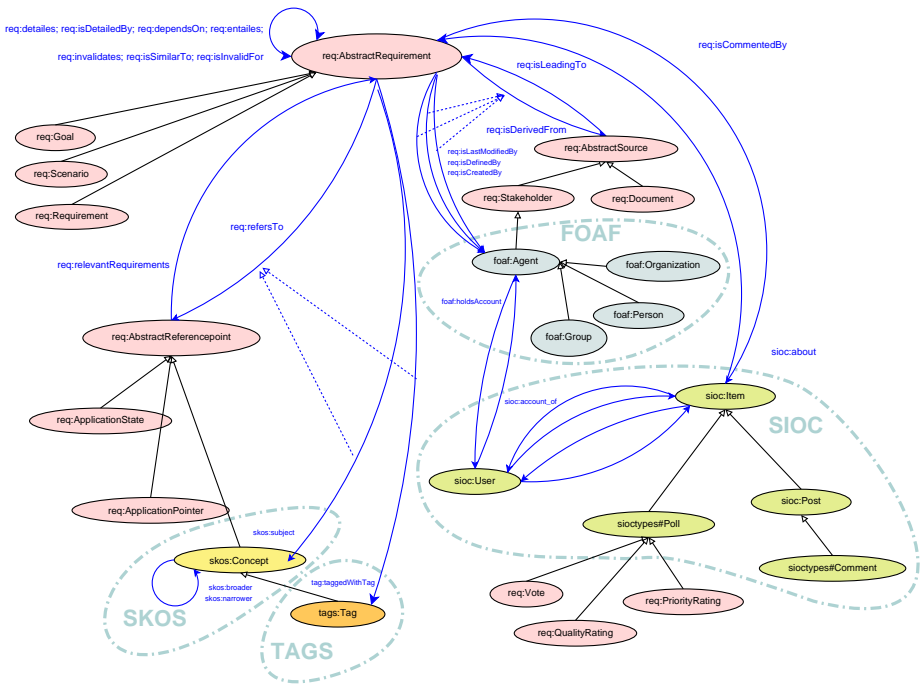 req:detailes; req:isDetailedBy; req:dependsOn; req:entailes;
req:invalidates; req:isSimilarTo; req:isInvalidFor
req:AbstractRequirement
req:isCommentedBy
req:isLeadingTo
req:isDerivedFrom
req:Goal
req:Scenario
req:Requirement
req:isLastModifiedBy
req:isDefinedBy
req:isCreatedBy
req:AbstractSource
req:Stakeholder
req:Document
req:refersTo
req:relevantRequirements
FOAF
foaf:Agent
foaf:Organization
foaf:holdsAccount
foaf:Person
foaf:Group
req:AbstractReferencepoint
sioc:about
req:ApplicationState
sioc:account_of
sioc:Item
SIOC
sioc:User
req:ApplicationPointer
sioc:Post
sioctypes#Poll
skos:subject
skos:Concept
sioctypes#Comment
skos:broader
skos:narrower
tag:taggedWithTag
req:Vote
req:PriorityRating
SKOS
tags:Tag
req:QualityRating
TAGS